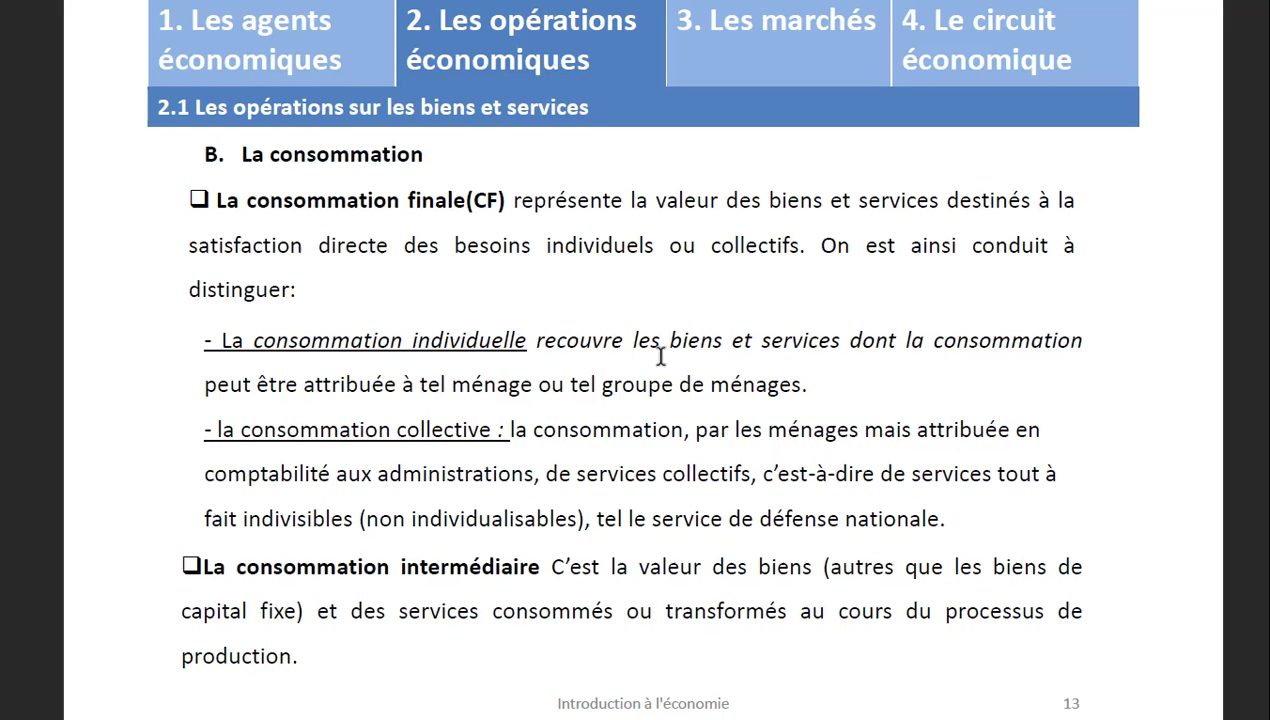 1. Les agents économiques
2. Les opérations économiques
3. Les marchés
4. Le circuit économique
2.1 Les opérations sur les biens et services
B. La consommation
❑ La consommation finale(CF) représente la valeur des biens et services destinés à la
satisfaction directe des besoins individuels ou collectifs. On est ainsi conduit à
distinguer:
- La consommation individuelle recouvre les biens et services dont la consommation
peut être attribuée à tel ménage ou tel groupe de ménages.
- la consommation collective : la consommation, par les ménages mais attribuée en
comptabilité aux administrations, de services collectifs, c’est-à-dire de services tout à
fait indivisibles (non individualisables), tel le service de défense nationale.
❑La consommation intermédiaire C’est la valeur des biens (autres que les biens de
capital fixe) et des services consommés ou transformés au cours du processus de
production.
Introduction à l'économie
13